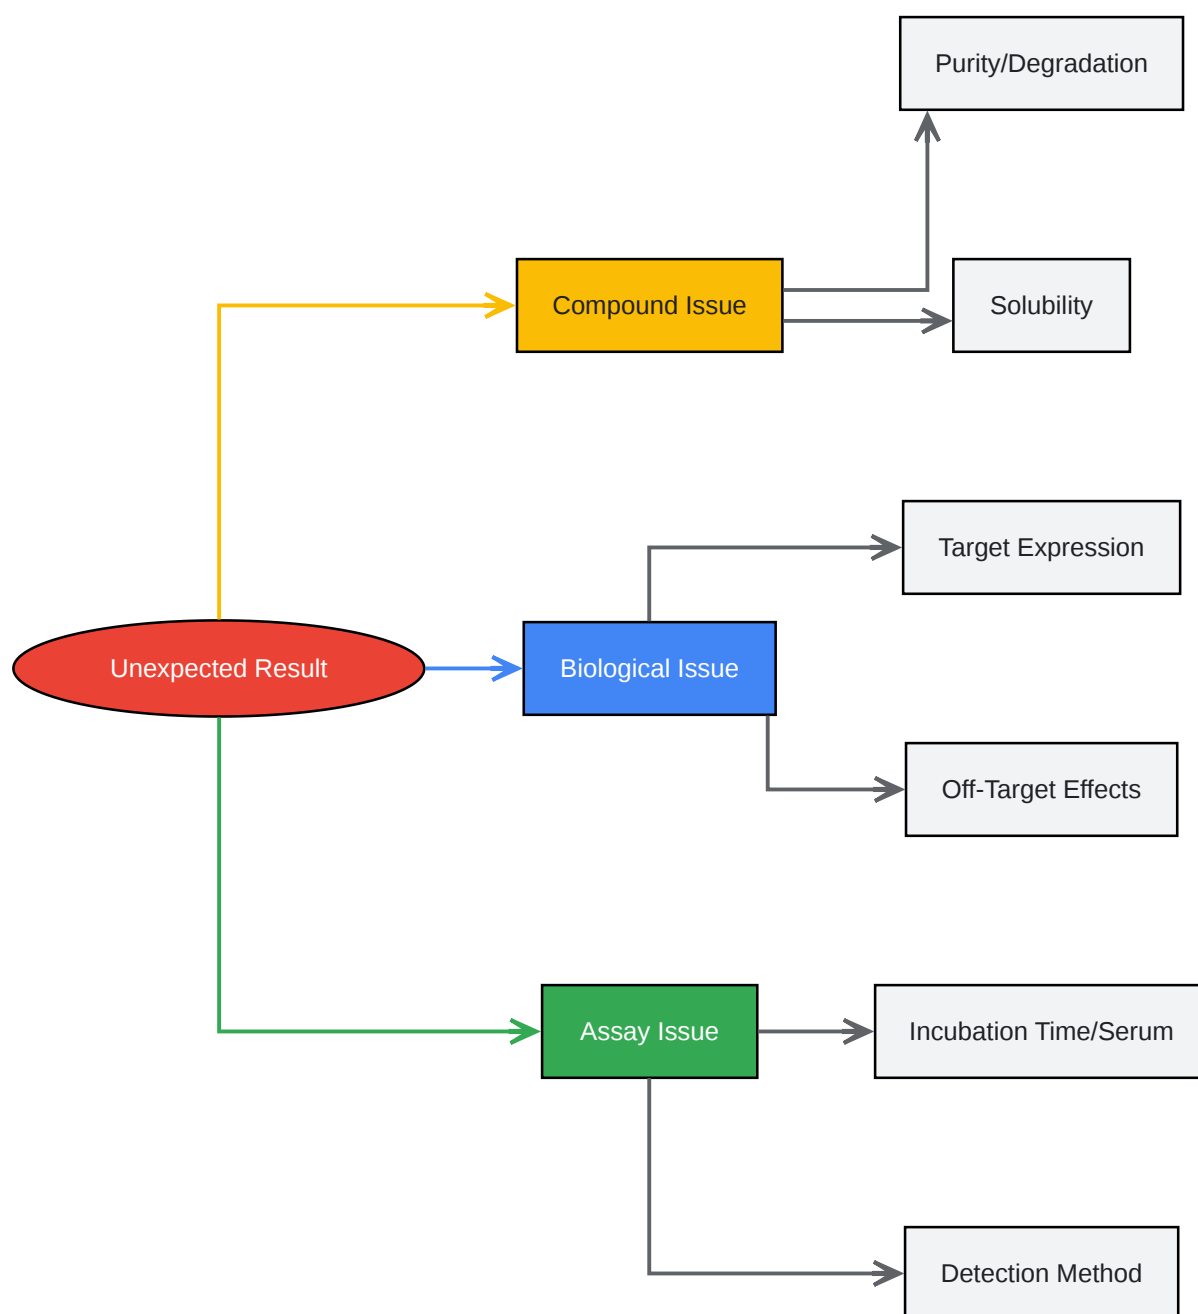 Purity/Degradation
Compound Issue
Solubility
Target Expression
Unexpected Result
Biological Issue
Off-Target Effects
Assay Issue
Incubation Time/Serum
Detection Method